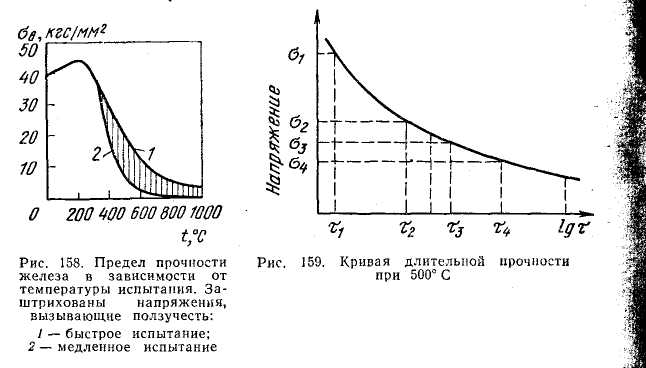 σв, кгс/мм²
50
40
30
20
10
0 200 400 600 800 1000
t,°C
2
1
Рис. 158. Предел прочности
железа в зависимости от
температуры испытания. За-
штрихованы напряжения,
вызывающие ползучесть:
1 — быстрое испытание;
2 — медленное испытание
Напряжение
σ1
σ2
σ3
σ4
τ1 τ2 τ3 τ4 lg τ
Рис. 159. Кривая длительной прочности
при 500° С